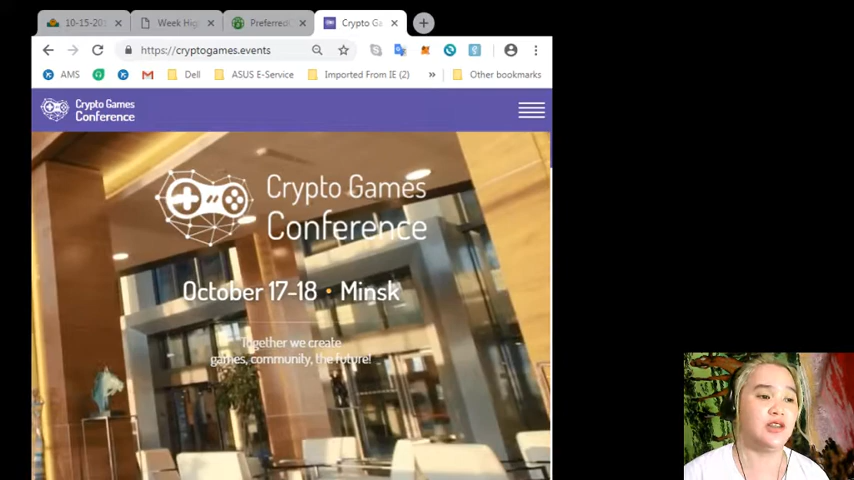 10-15-201
Week Hig
Preferred
Crypto Ga
https://cryptogames.events
AMS
Dell
ASUS E-Service
Imported From IE (2)
»
Other bookmarks
Crypto Games
Conference
Crypto Games
Conference
October 17-18 • Minsk
Together we create
games, community, the future!